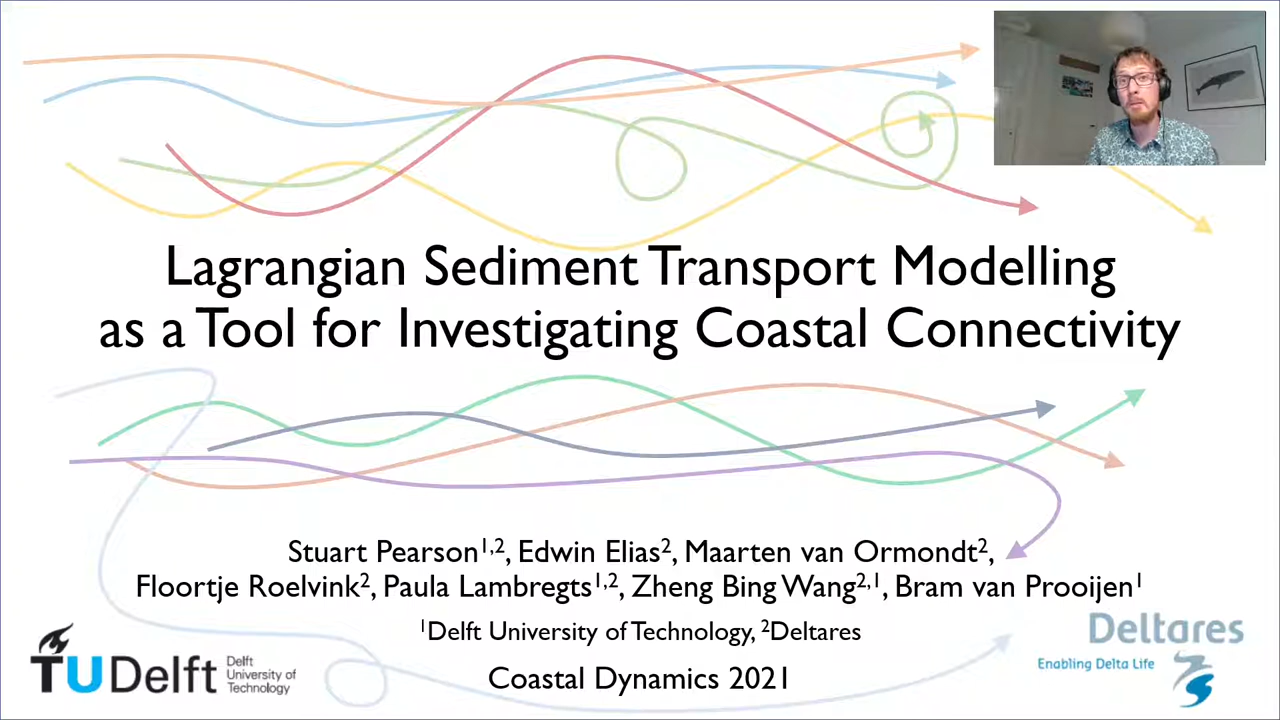 Lagrangian Sediment Transport Modelling
as a Tool for Investigating Coastal Connectivity
Stuart Pearson1,2, Edwin Elias2, Maarten van Ormondt2,
Floortje Roelvink2, Paula Lambregts1,2, Zheng Bing Wang2,1, Bram van Prooijen1
1Delft University of Technology, 2Deltares
Coastal Dynamics 2021
TUDelft
Delft
University of
Technology
Deltares
Enabling Delta Life